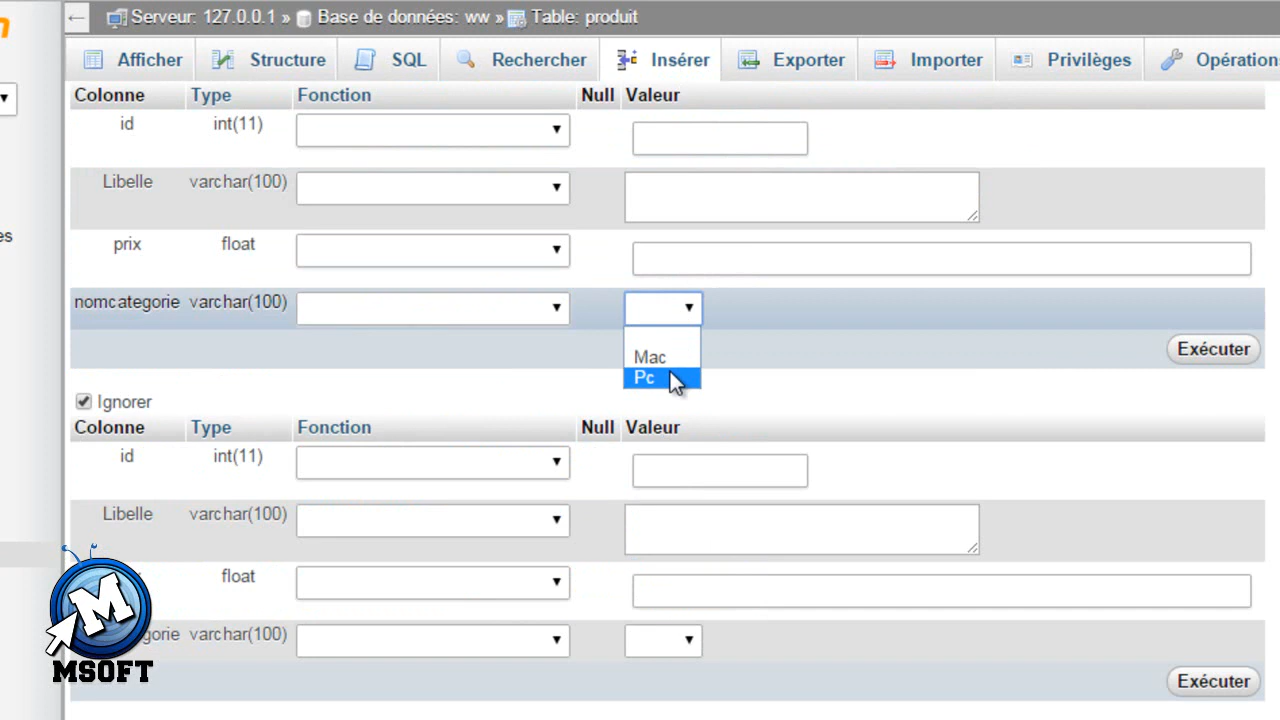 Serveur: 127.0.0.1 » Base de données: ww » Table: produit
Afficher Structure SQL Rechercher Insérer Exporter Importer Privilèges Opération
Colonne Type Fonction Null Valeur
id int(11)
Libelle varchar(100)
es
prix float
nomcategorie varchar(100)
Mac
Exécuter
Pc
Ignorer
Colonne Type Fonction Null Valeur
id int(11)
Libelle varchar(100)
float
gorie varchar(100)
M
MSOFT
Exécuter